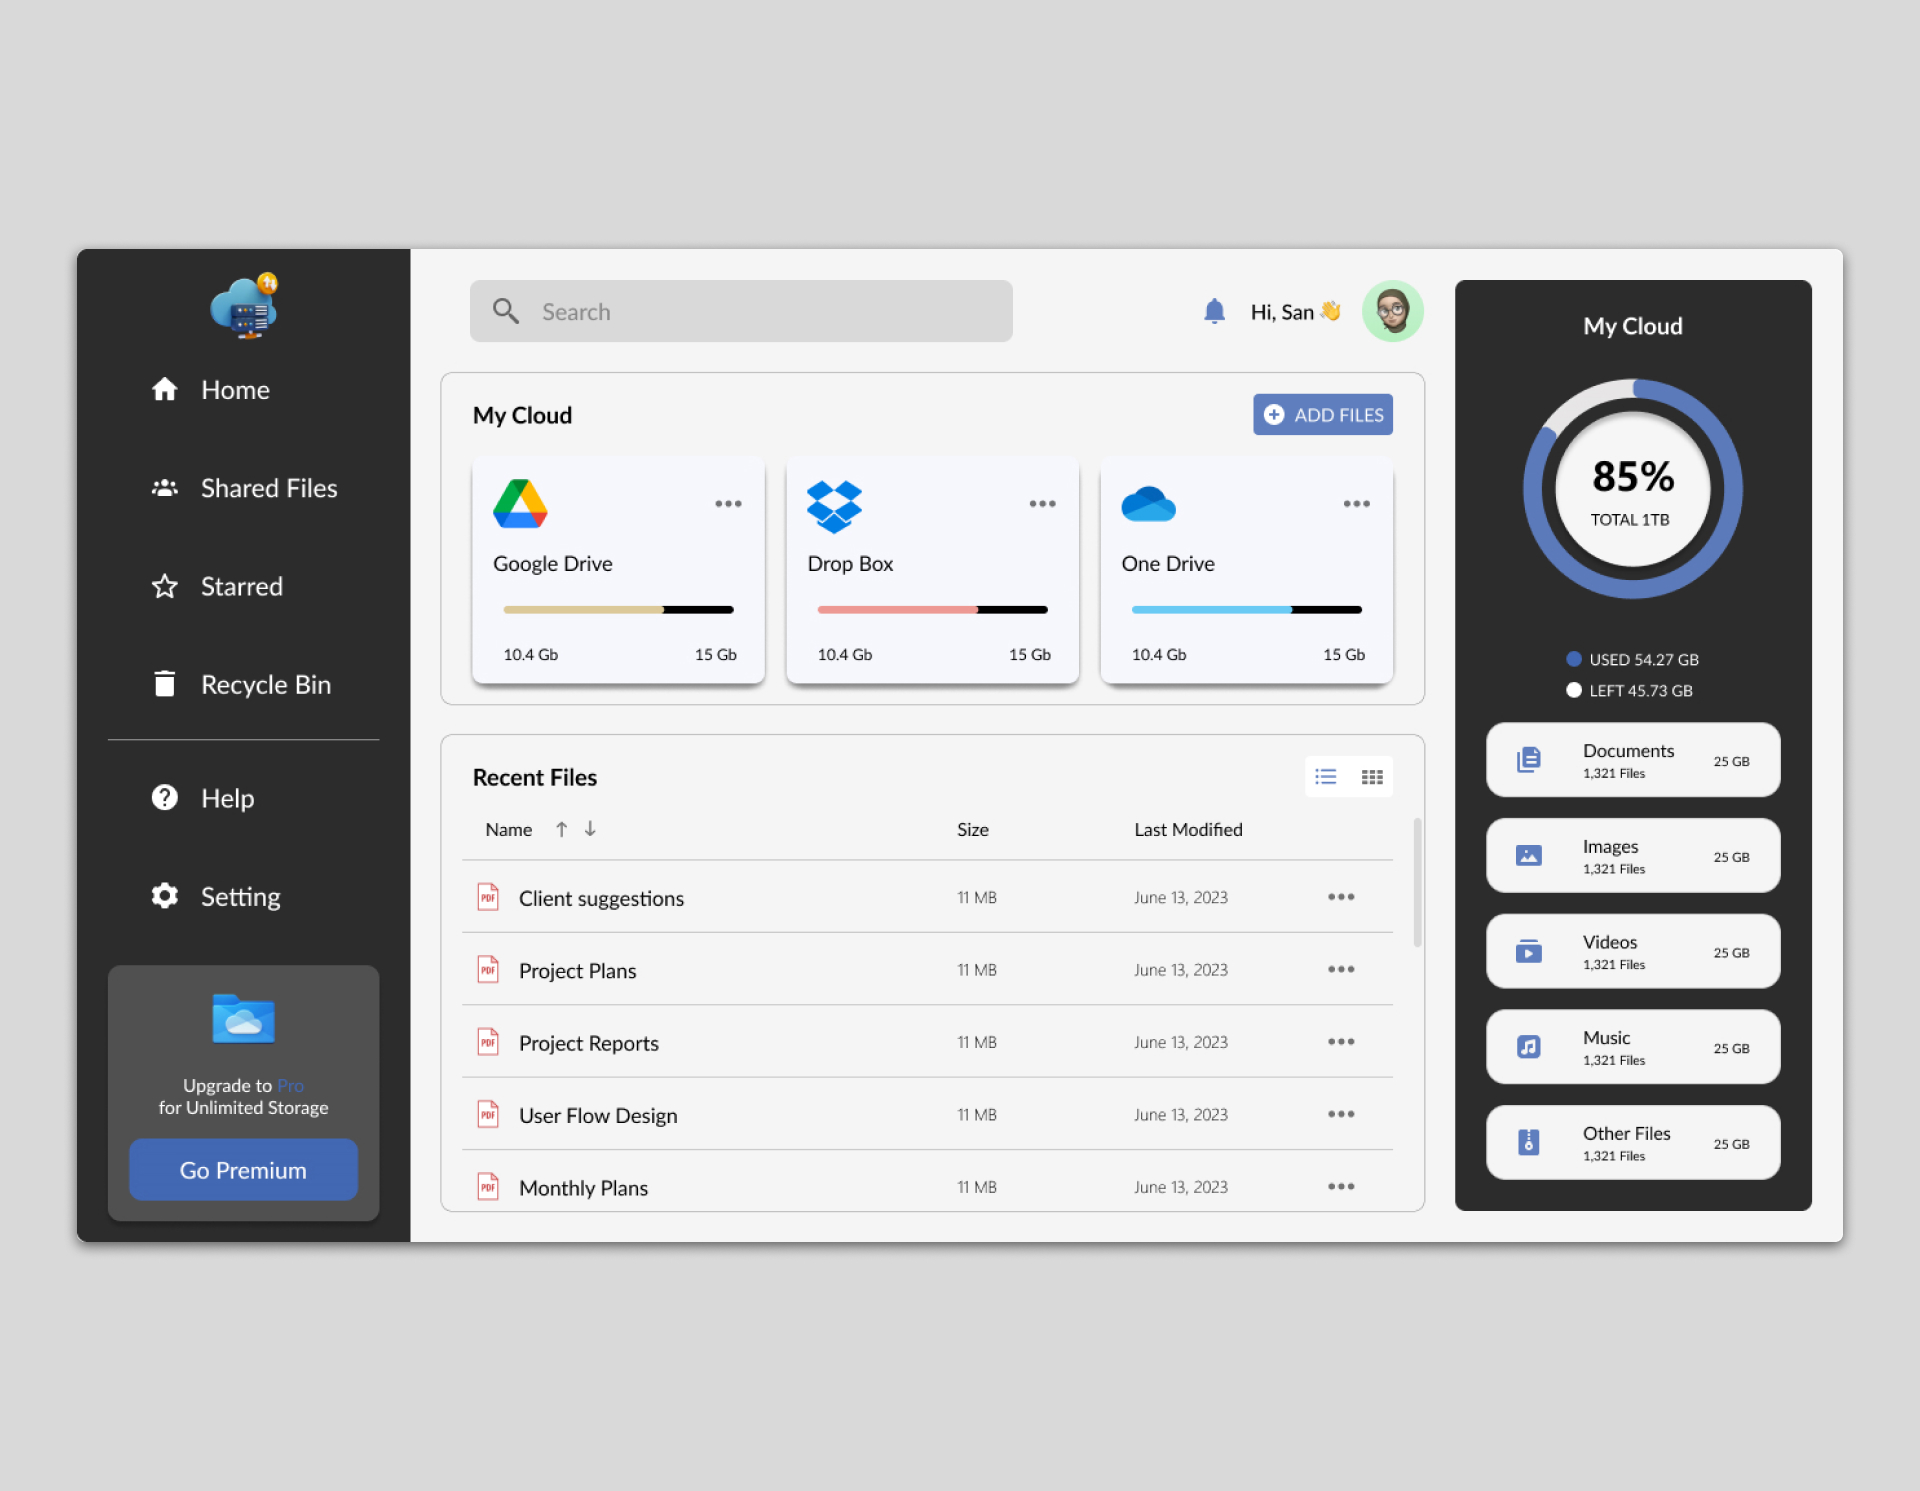 Home
Shared Files
Starred
Recycle Bin
Help
Setting
Upgrade to Pro
for Unlimited Storage
Go Premium
Search
Hi, San 👋
My Cloud
ADD FILES
Google Drive
10.4 Gb 15 Gb
Drop Box
10.4 Gb 15 Gb
One Drive
10.4 Gb 15 Gb
Recent Files
Name ↑ ↓ Size Last Modified
PDF Client suggestions 11 MB June 13, 2023
PDF Project Plans 11 MB June 13, 2023
PDF Project Reports 11 MB June 13, 2023
PDF User Flow Design 11 MB June 13, 2023
PDF Monthly Plans 11 MB June 13, 2023
My Cloud
85%
TOTAL 1TB
USED 54.27 GB
LEFT 45.73 GB
Documents
1,321 Files
25 GB
Images
1,321 Files
25 GB
Videos
1,321 Files
25 GB
Music
1,321 Files
25 GB
Other Files
1,321 Files
25 GB